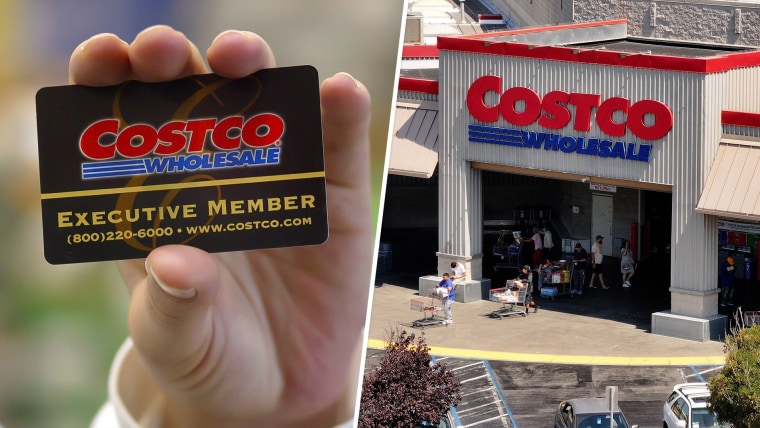 COSTCO
WHOLESALE
EXECUTIVE MEMBER
(800)220-6000 • WWW.COSTCO.COM
COSTCO
WHOLESALE